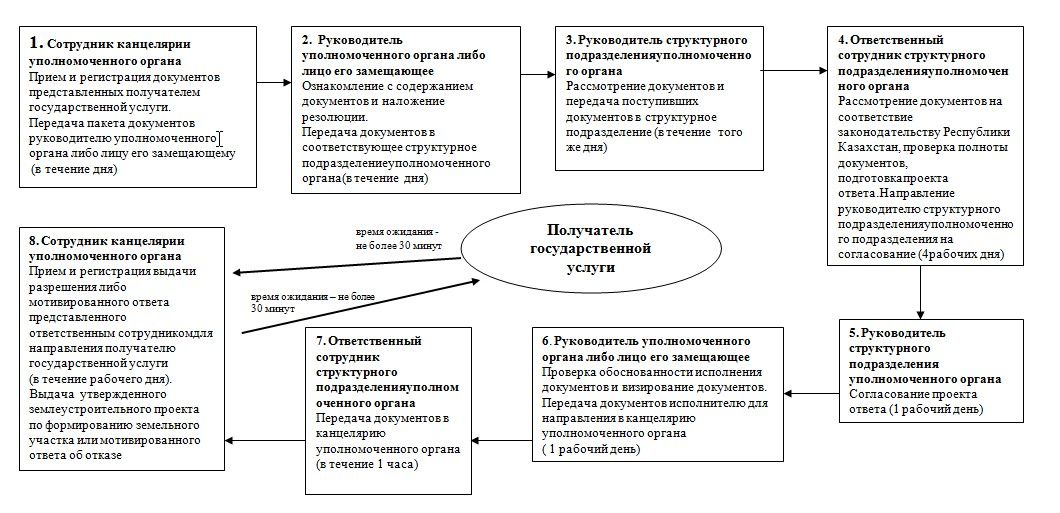 1. Сотрудник канцелярии
уполномоченного органа
Прием и регистрация документов
представленных получателем
государственной услуги.
Передача пакета документов
руководителю уполномоченного
органа либо лицу его замещающему
(в течение дня)
2. Руководитель
уполномоченного органа либо
лицо его замещающее
Ознакомление с содержанием
документов и наложение
резолюции.
Передача документов в
соответствующее структурное
подразделениеуполномоченного
органа(в течение дня)
3. Руководитель структурного
подразделенияуполномоченно
го органа
Рассмотрение документов и
передача поступивших
документов в структурное
подразделение (в течение того
же дня)
4. Ответственный
сотрудник структурного
подразделенияуполномочен
ного органа
Рассмотрение документов на
соответствие
законодательству Республики
Казахстан, проверка полноты
документов,
подготовкапроекта
ответа.Направление
руководителю структурного
подразделенияуполномоченно
го подразделения на
согласование (4рабочих дня)
время ожидания -
не более 30 минут
Получатель
государственной
услуги
время ожидания – не более
30 минут
8. Сотрудник канцелярии
уполномоченного органа
Прием и регистрация выдачи
разрешения либо
мотивированного ответа
представленного
ответственным сотрудникомдля
направления получателю
государственной услуги
(в течение рабочего дня).
Выдача утвержденного
землеустроительного проекта
по формированию земельного
участка или мотивированного
ответа об отказе
7. Ответственный
сотрудник
структурного
подразделенияуполном
оченного органа
Передача документов в
канцелярию
уполномоченного органа
(в течение 1 часа)
6. Руководитель уполномоченного
органа либо лицо его замещающее
Проверка обоснованности исполнения
документов и визирование документов.
Передача документов исполнителю для
направления в канцелярию
уполномоченного органа
( 1 рабочий день)
5. Руководитель
структурного
подразделения
уполномоченного органа
Согласование проекта
ответа (1 рабочий день)